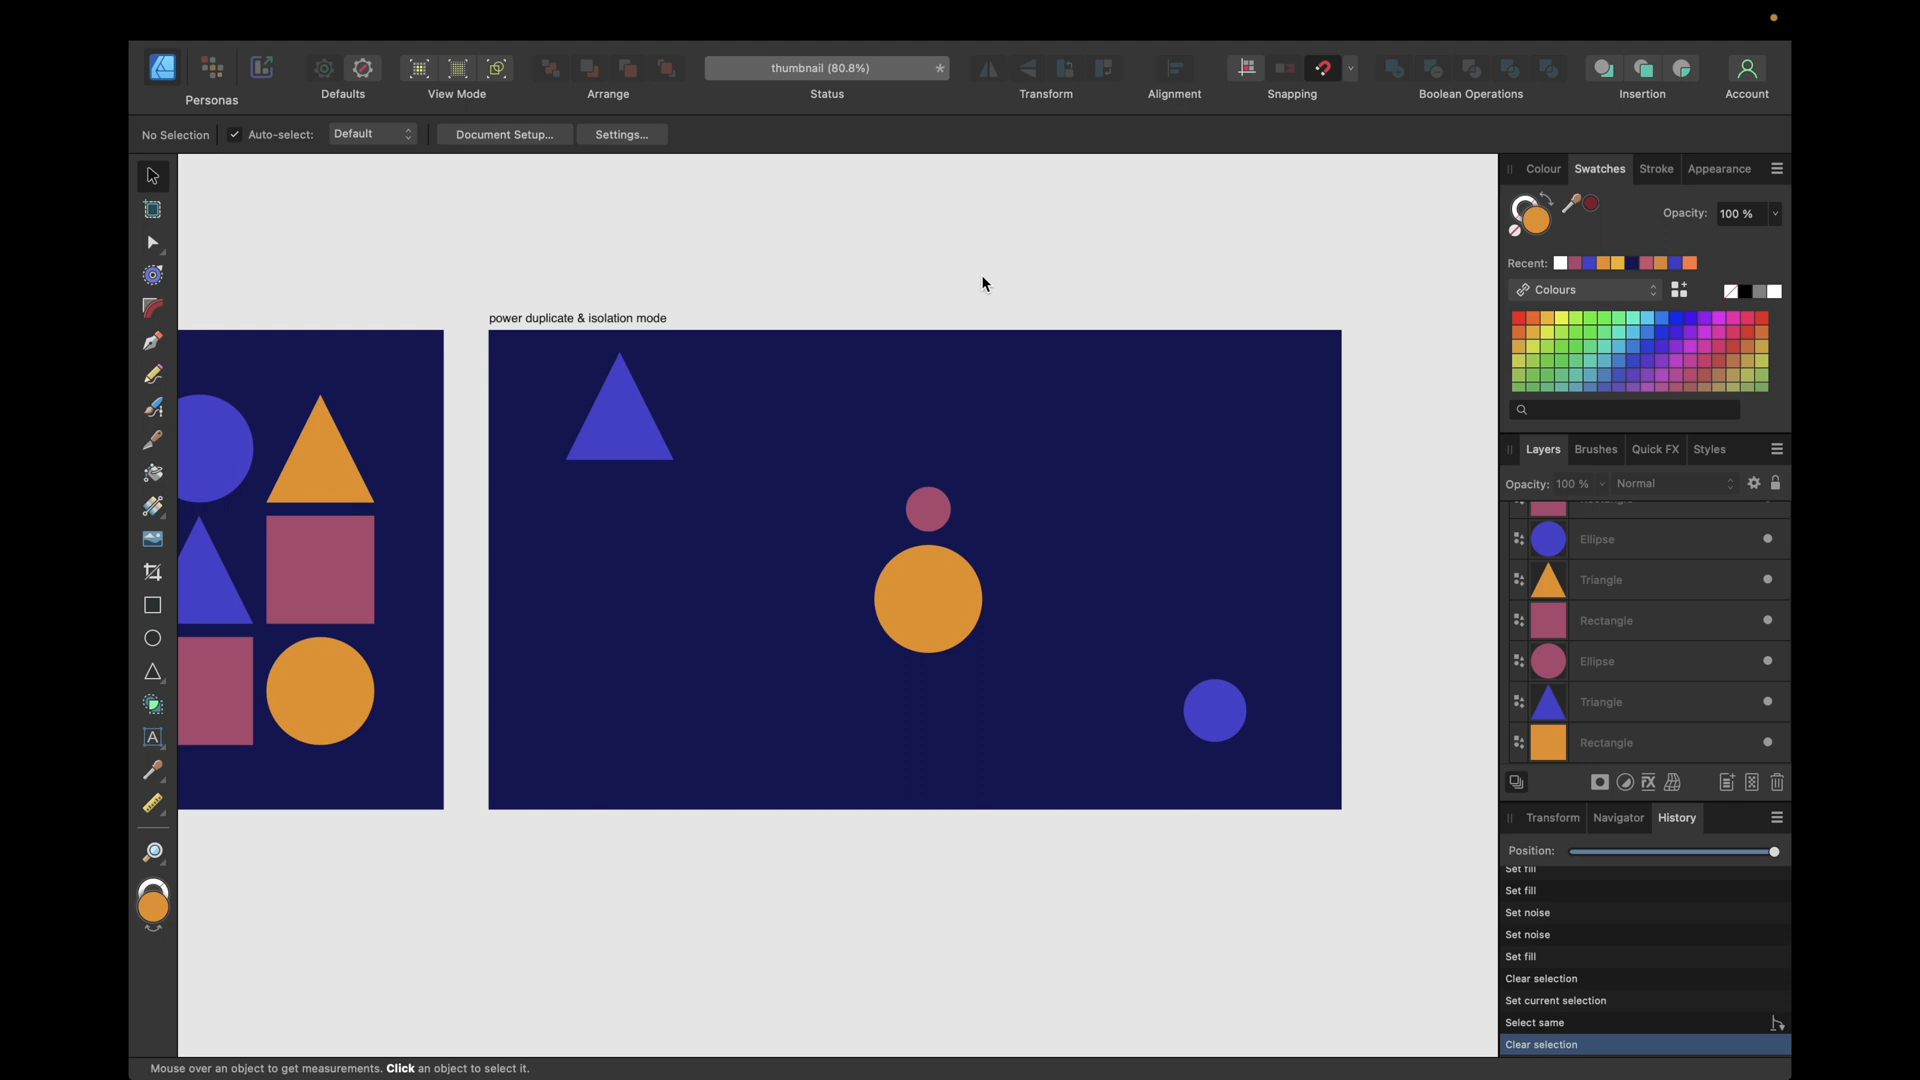 thumbnail (80.8%) *
Personas Defaults View Mode Arrange Status Transform Alignment Snapping Boolean Operations Insertion Account
No Selection Auto-select: Default Document Setup... Settings...
Colour Swatches Stroke Appearance
Opacity: 100 %
Recent:
Colours
power duplicate & isolation mode
Layers Brushes Quick FX Styles
Opacity: 100 % Normal
Rectangle
Ellipse
Triangle
Rectangle
Ellipse
Triangle
Rectangle
A
Transform Navigator History
Position:
Set fill
Set fill
Set noise
Set noise
Set fill
Clear selection
Set current selection
Select same
Clear selection
Mouse over an object to get measurements. Click an object to select it.